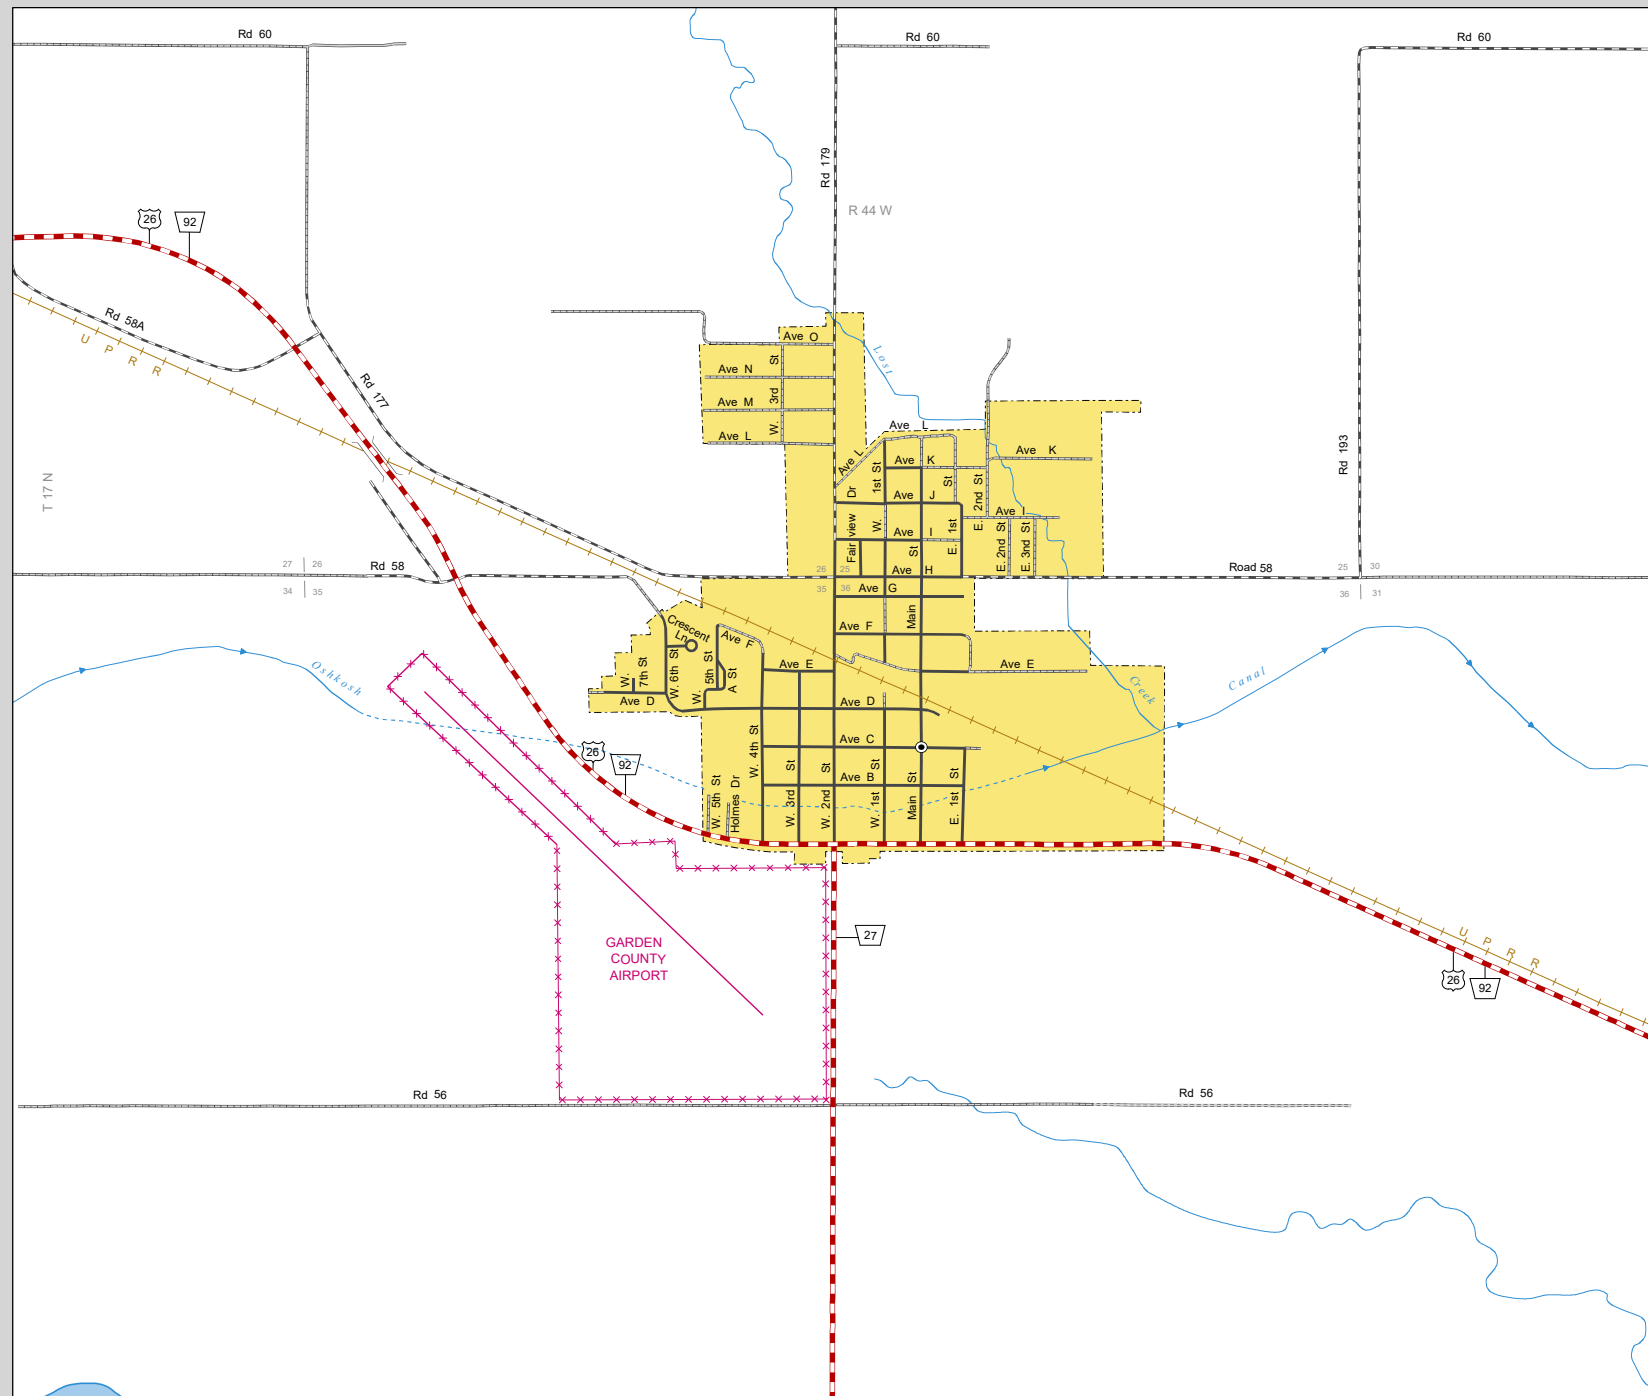 Rd 60
Rd 60
Rd 60
Rd 179
R 44 W
26
92
Rd 58A
U P R R
Rd 177
T 17 N
Rd 193
Lost
Ave O
St
Ave N
3rd
Ave M
W.
Ave L
Ave L
Ave L
Ave K
Ave K
1st St
St
2nd St
Dr
Ave J
Ave I
view
W.
Ave I
E. 1st
E.
Fair
St
E. 2nd St
E. 3nd St
27 26
34 35
Rd 58
26 25
35 36
Ave H
Road 58
25 30
36 31
Ave G
Main
Ave F
Crescent
Ln
Ave F
Ave E
Ave E
W. 7th St
W. 6th St
W. 5th St
A St
Ave D
Ave D
Oshkosh
Creek
Canal
26
92
W. 4th St
Ave C
Ave B
W. 5th St
Holmes Dr
W. 3rd St
W. 2nd St
W. 1st St
Main St
E. 1st St
27
GARDEN
COUNTY
AIRPORT
U P R R
26
92
Rd 56
Rd 56